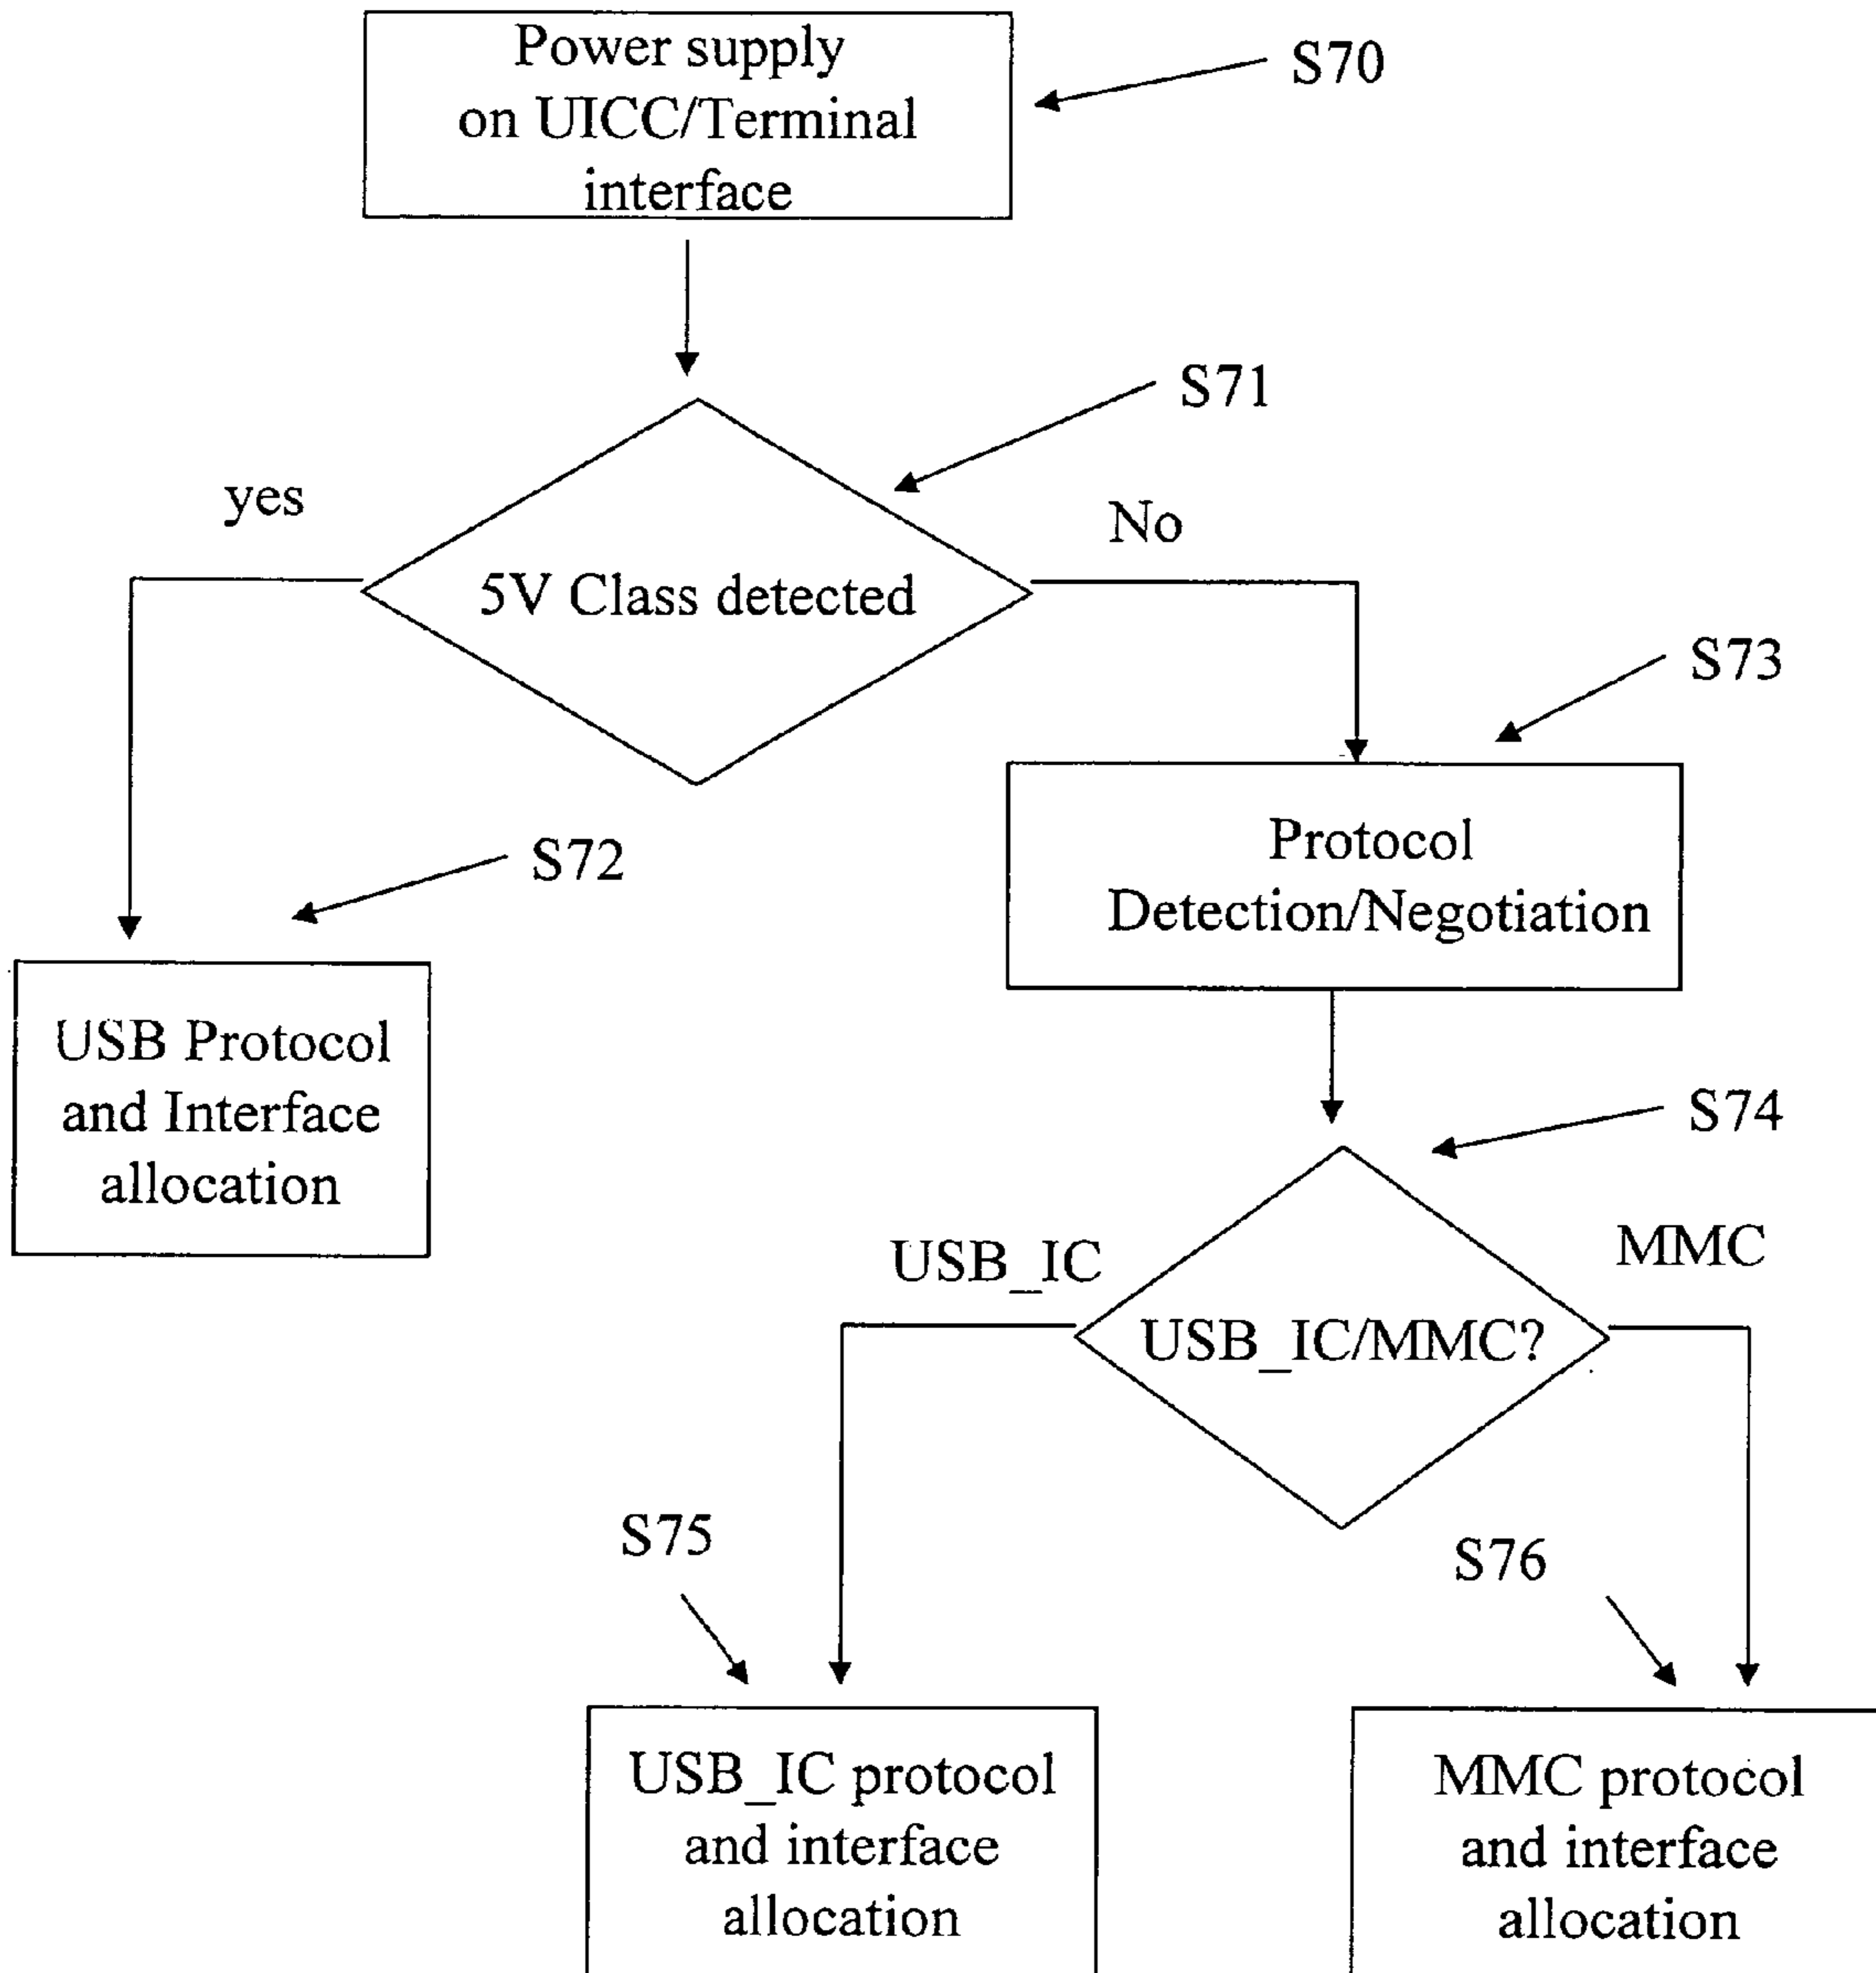 Power supply
on UICC/Terminal
interface
S70
S71
yes
No
5V Class detected
S73
Protocol
Detection/Negotiation
S72
USB Protocol
and Interface
allocation
S74
USB_IC
MMC
USB_IC/MMC?
S75
S76
USB_IC protocol
and interface
allocation
MMC protocol
and interface
allocation